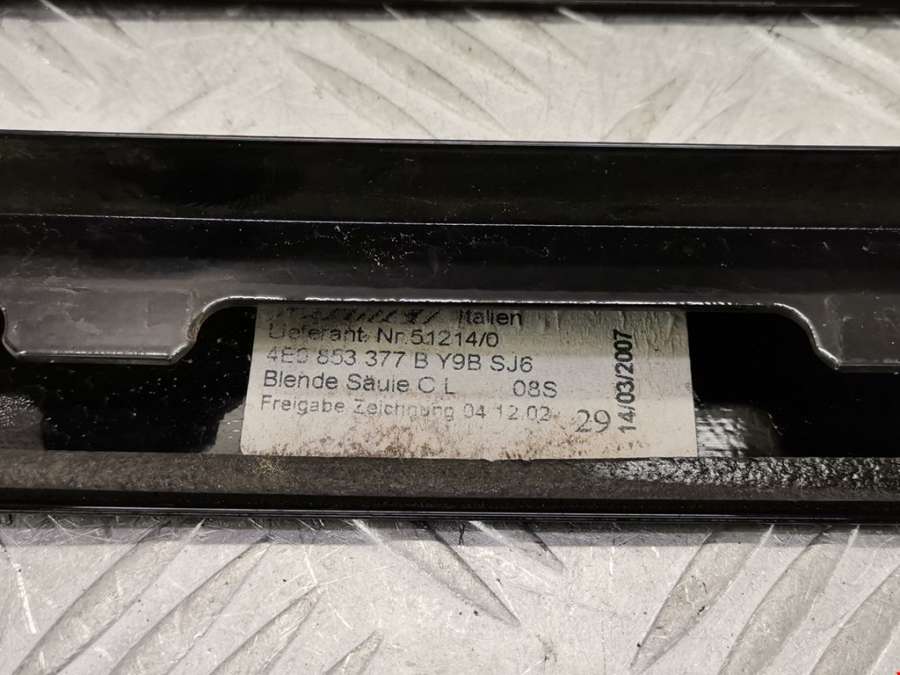 Italien
Lieferant. Nr.51214/0
4E0 853 377 B Y9B SJ6
Blende Säule C L 08S
Freigabe Zeichnung 04.12.02 29
14/03/2007